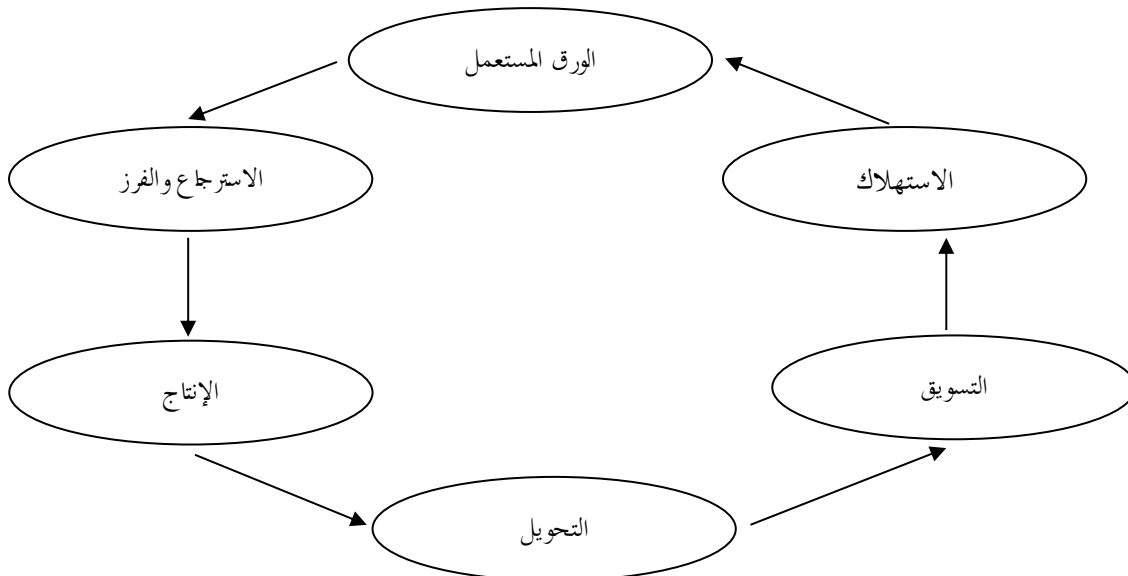 الورق المستعمل
الاسترجاع والفرز
الاستهلاك
الإنتاج
التسويق
التحويل